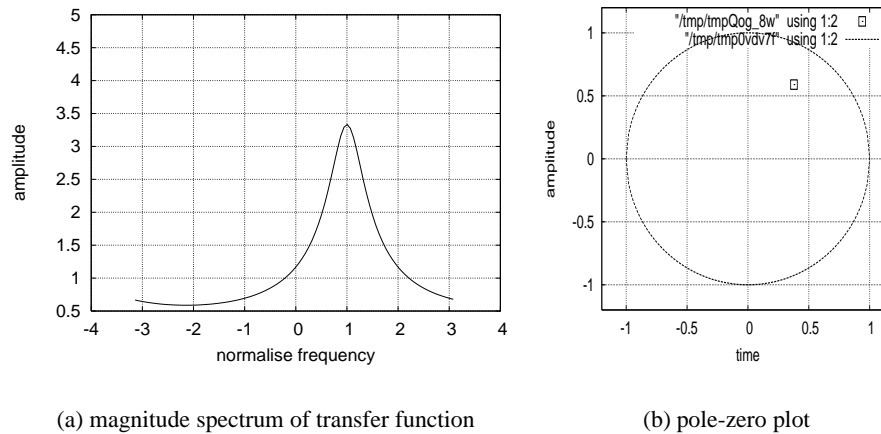 5
4.5
4
3.5
3
2.5
2
1.5
1
0.5
-4 -3 -2 -1 0 1 2 3 4
amplitude
normalise frequency
"/tmp/tmpQog_8w" using 1:2
"/tmp/tmp0vdv7f" using 1:2
1
0.5
0
-0.5
-1
-1 -0.5 0 0.5 1
amplitude
time
(a) magnitude spectrum of transfer function
(b) pole-zero plot